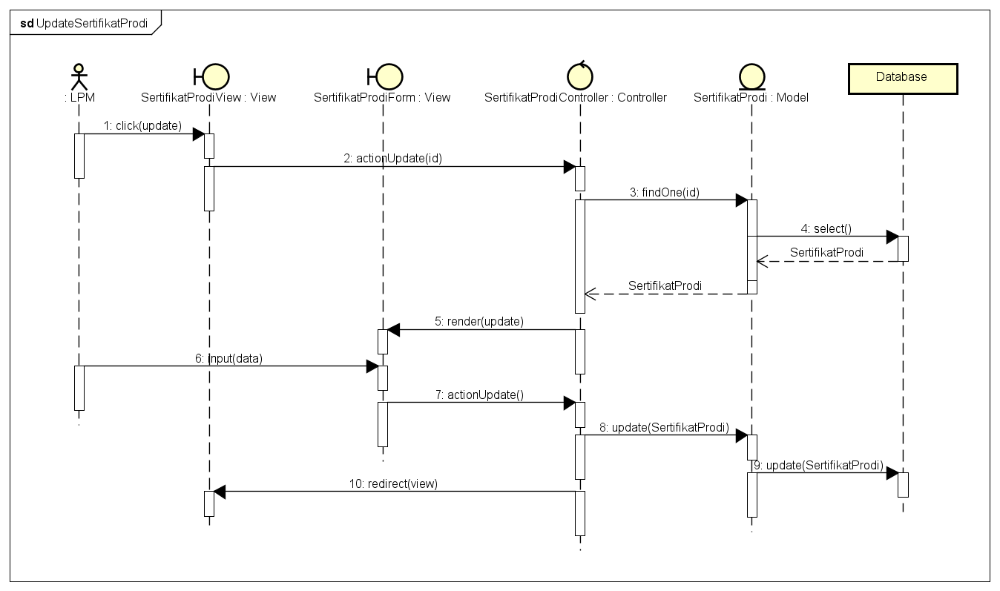 sd UpdateSertifikatProdi
Database
: LPM
SertifikatProdiView : View
SertifikatProdiForm : View
SertifikatProdiController : Controller
SertifikatProdi : Model
1: click(update)
2: actionUpdate(id)
3: findOne(id)
4: select()
SertifikatProdi
SertifikatProdi
5: render(update)
6: input(data)
7: actionUpdate()
8: update(SertifikatProdi)
9: update(SertifikatProdi)
10: redirect(view)